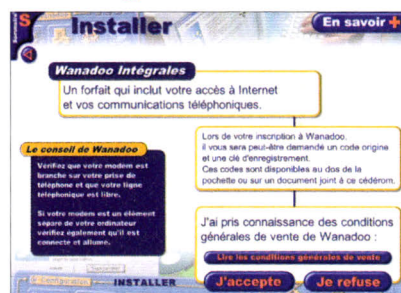 S
Installer
En savoir +
Wanadoo Intégrales
Un forfait qui inclut votre accès à Internet
et vos communications téléphoniques.
Le conseil de Wanadoo
Vérifiez que votre modem est
branché sur votre prise de
téléphone et que votre ligne
téléphonique est libre.
Si votre modem est un élément
séparé de votre ordinateur
vérifiez également qu'il est
connecté et allumé.
Lors de votre inscription à Wanadoo,
il vous sera peut-être demandé un code origine
et une clé d'enregistrement.
Ces codes sont disponibles au dos de la
pochette ou sur un document joint à ce cédérom.
J'ai pris connaissance des conditions
générales de vente de Wanadoo :
Lire les conditions générales de vente
Configuration
INSTALLER
J'accepte
Je refuse